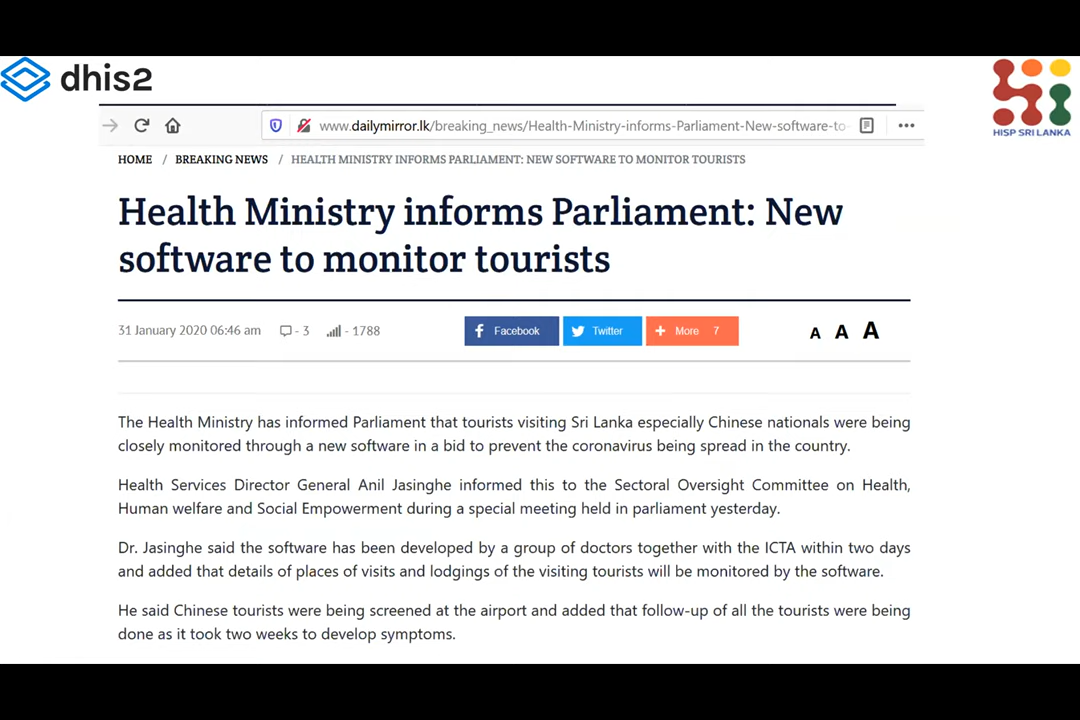 dhis2
HISP SRI LANKA
www.dailymirror.lk/breaking_news/Health-Ministry-informs-Parliament-New-software-to-
HOME / BREAKING NEWS / HEALTH MINISTRY INFORMS PARLIAMENT: NEW SOFTWARE TO MONITOR TOURISTS
Health Ministry informs Parliament: New
software to monitor tourists
31 January 2020 06:46 am - 3 - 1788 Facebook Twitter + More 7 A A A
The Health Ministry has informed Parliament that tourists visiting Sri Lanka especially Chinese nationals were being
closely monitored through a new software in a bid to prevent the coronavirus being spread in the country.
Health Services Director General Anil Jasinghe informed this to the Sectoral Oversight Committee on Health,
Human welfare and Social Empowerment during a special meeting held in parliament yesterday.
Dr. Jasinghe said the software has been developed by a group of doctors together with the ICTA within two days
and added that details of places of visits and lodgings of the visiting tourists will be monitored by the software.
He said Chinese tourists were being screened at the airport and added that follow-up of all the tourists were being
done as it took two weeks to develop symptoms.